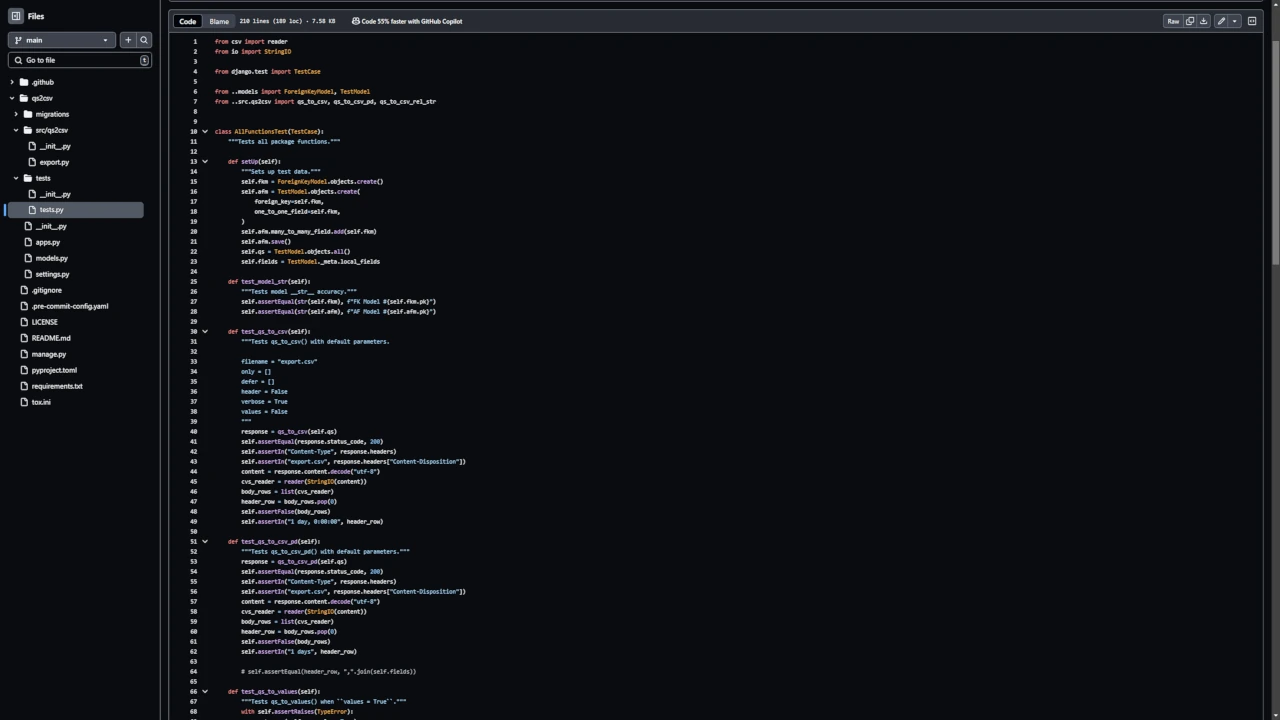 Files
main
Go to file
t
.github
qs2csv
migrations
src/qs2csv
__init__.py
export.py
tests
__init__.py
tests.py
__init__.py
apps.py
models.py
settings.py
.gitignore
.pre-commit-config.yaml
LICENSE
README.md
manage.py
pyproject.toml
requirements.txt
tox.ini
Code Blame 210 lines (189 loc) · 7.58 KB Code 55% faster with GitHub Copilot Raw
1 from csv import reader
2 from io import StringIO
3
4 from django.test import TestCase
5
6 from ..models import ForeignKeyModel, TestModel
7 from ..src.qs2csv import qs_to_csv, qs_to_csv_pd, qs_to_csv_rel_str
8
9
10 class AllFunctionsTest(TestCase):
11 """Tests all package functions."""
12
13 def setUp(self):
14 """Sets up test data."""
15 self.fkm = ForeignKeyModel.objects.create()
16 self.afm = TestModel.objects.create(
17 foreign_key=self.fkm,
18 one_to_one_field=self.fkm,
19 )
20 self.afm.many_to_many_field.add(self.fkm)
21 self.afm.save()
22 self.qs = TestModel.objects.all()
23 self.fields = TestModel._meta.local_fields
24
25 def test_model_str(self):
26 """Tests model __str__ accuracy."""
27 self.assertEqual(str(self.fkm), f"FK Model #{self.fkm.pk}")
28 self.assertEqual(str(self.afm), f"AF Model #{self.afm.pk}")
29
30 def test_qs_to_csv(self):
31 """Tests qs_to_csv() with default parameters.
32
33 filename = "export.csv"
34 only = []
35 defer = []
36 header = False
37 verbose = True
38 values = False
39 """
40 response = qs_to_csv(self.qs)
41 self.assertEqual(response.status_code, 200)
42 self.assertIn("Content-Type", response.headers)
43 self.assertIn("export.csv", response.headers["Content-Disposition"])
44 content = response.content.decode("utf-8")
45 cvs_reader = reader(StringIO(content))
46 body_rows = list(cvs_reader)
47 header_row = body_rows.pop(0)
48 self.assertFalse(body_rows)
49 self.assertIn("1 day, 0:00:00", header_row)
50
51 def test_qs_to_csv_pd(self):
52 """Tests qs_to_csv_pd() with default parameters."""
53 response = qs_to_csv_pd(self.qs)
54 self.assertEqual(response.status_code, 200)
55 self.assertIn("Content-Type", response.headers)
56 self.assertIn("export.csv", response.headers["Content-Disposition"])
57 content = response.content.decode("utf-8")
58 cvs_reader = reader(StringIO(content))
59 body_rows = list(cvs_reader)
60 header_row = body_rows.pop(0)
61 self.assertFalse(body_rows)
62 self.assertIn("1 days", header_row)
63
64 # self.assertEqual(header_row, ",".join(self.fields))
65
66 def test_qs_to_values(self):
67 """Tests qs_to_values() when ``values = True``."""
68 with self.assertRaises(TypeError):